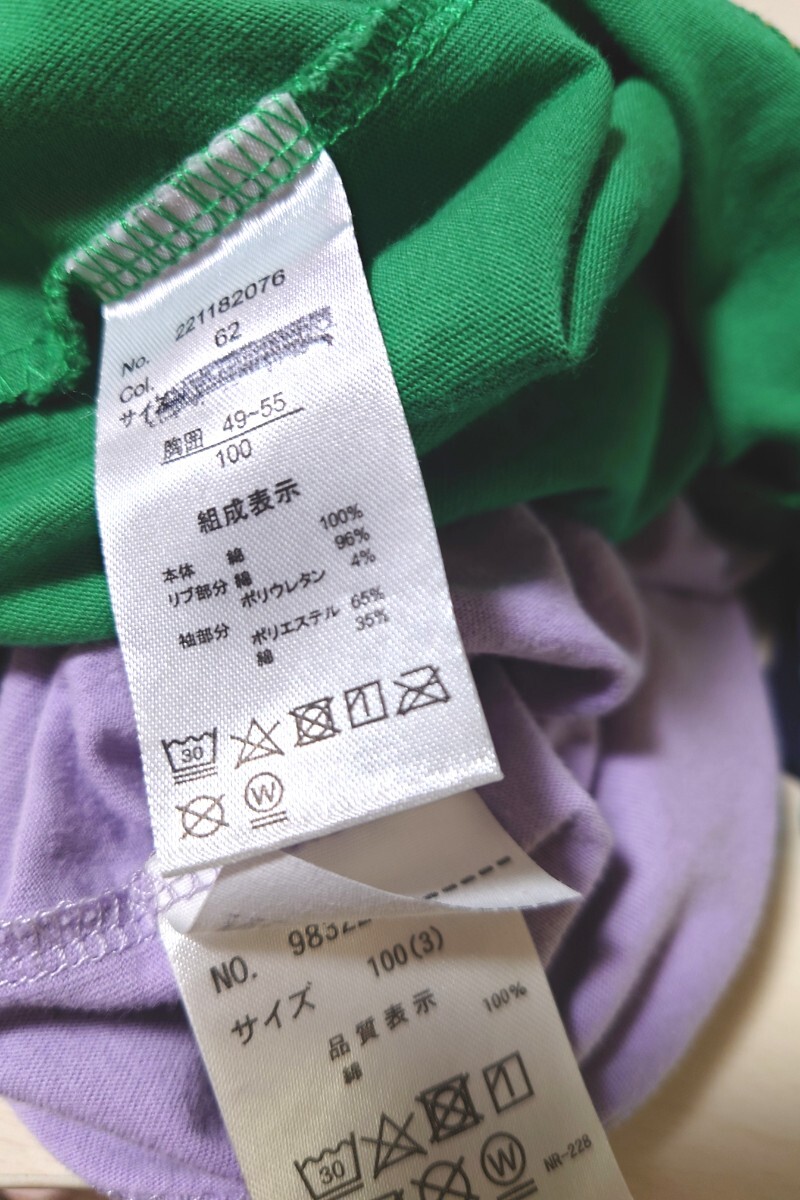 No. 221182076
Col. 62
サイ
胸囲 49~55
100
組成表示
本体 綿 100%
リブ部分 綿 96%
ポリウレタン 4%
袖部分 ポリエステル 65%
綿 35%
30
W
NO. 9832
サイズ 100(3)
品質表示
綿 100%
30
W
NR-228